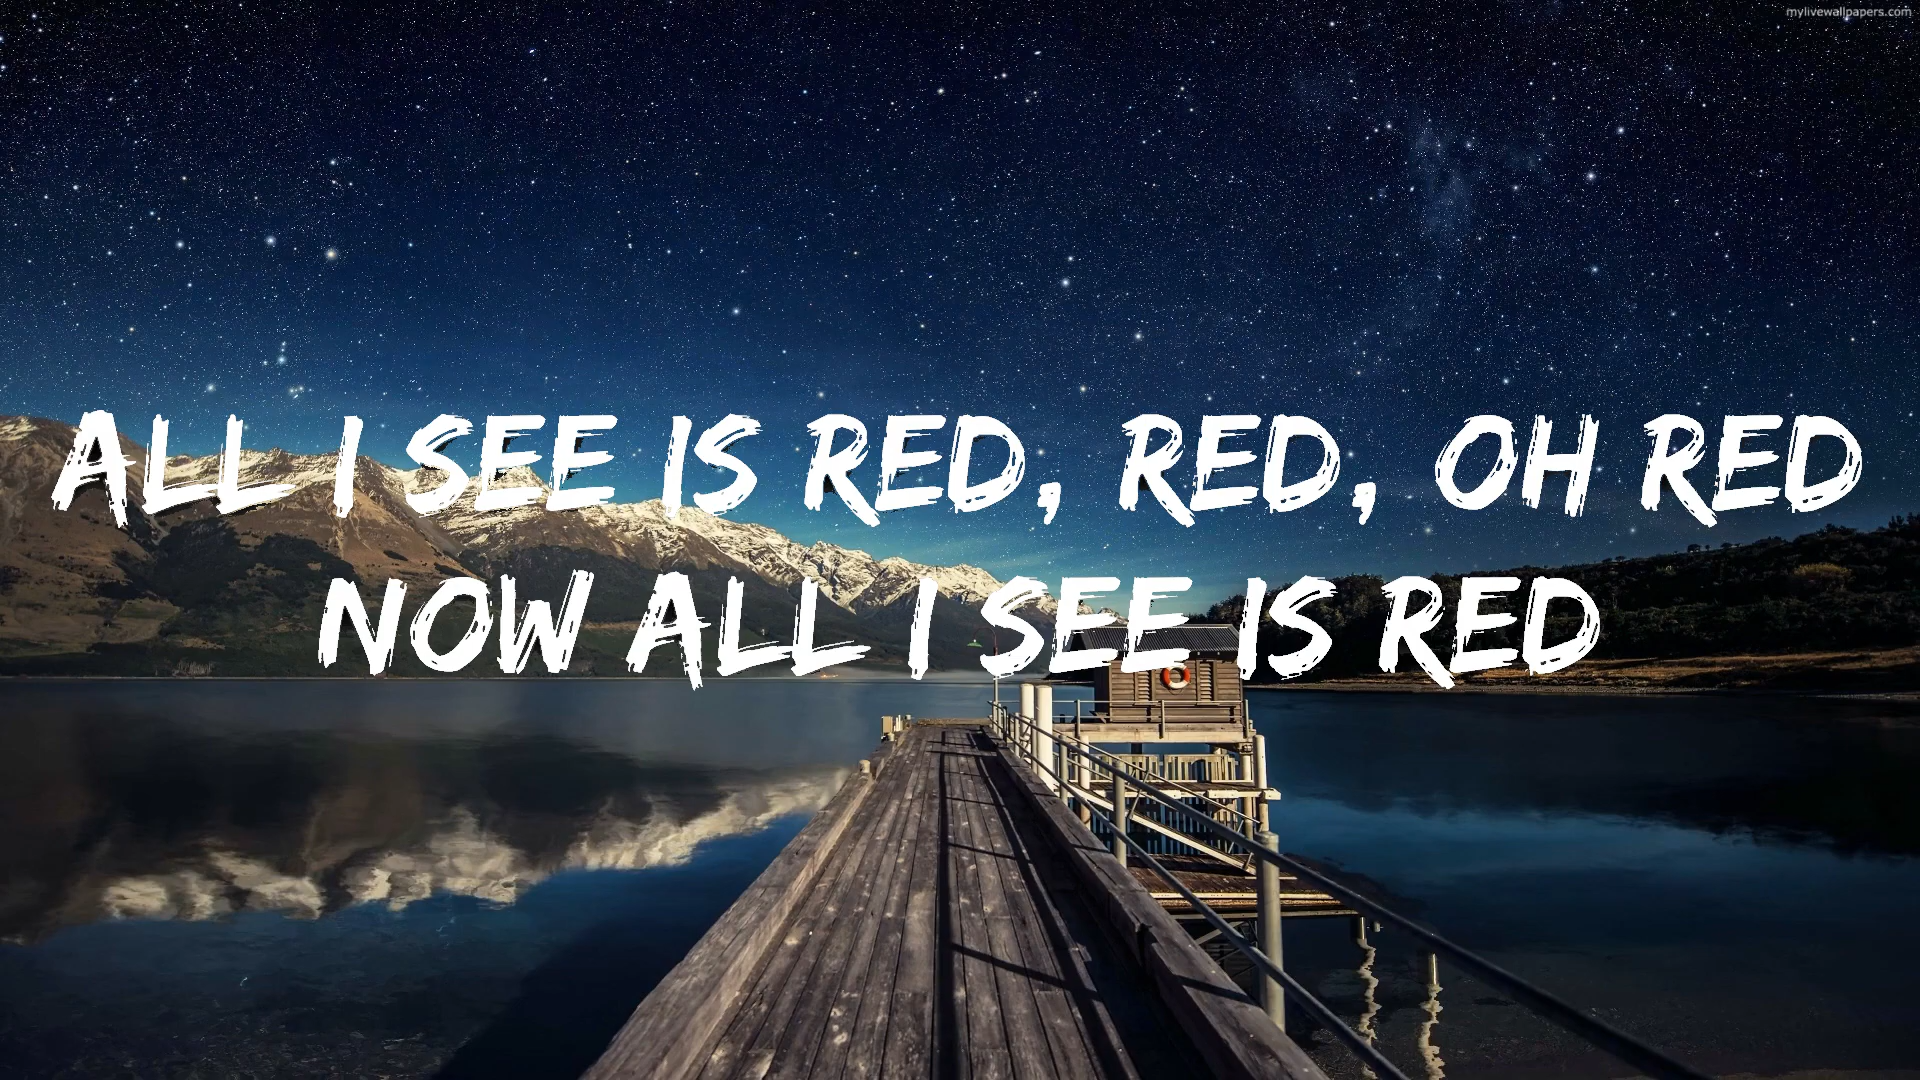 mylivewallpapers.com
ALL I SEE IS RED, RED, OH RED
NOW ALL I SEE IS RED